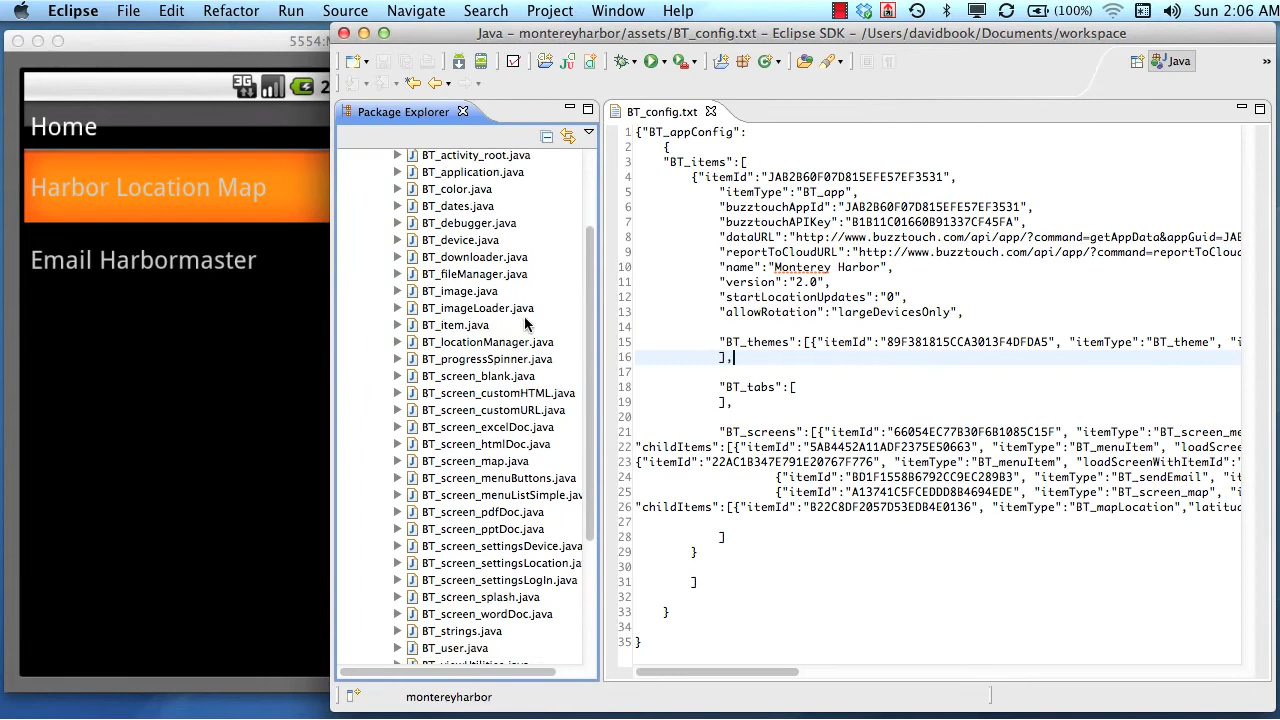 Eclipse File Edit Refactor Run Source Navigate Search Project Window Help (100%) Sun 2:06 AM
5554:
Java – montereyharbor/assets/BT_config.txt – Eclipse SDK – /Users/davidbook/Documents/workspace
Java
»
3G 2
Home
Harbor Location Map
Email Harbormaster
Package Explorer
BT_activity_root.java
BT_application.java
BT_color.java
BT_dates.java
BT_debugger.java
BT_device.java
BT_downloader.java
BT_fileManager.java
BT_image.java
BT_imageLoader.java
BT_item.java
BT_locationManager.java
BT_progressSpinner.java
BT_screen_blank.java
BT_screen_customHTML.java
BT_screen_customURL.java
BT_screen_excelDoc.java
BT_screen_htmlDoc.java
BT_screen_map.java
BT_screen_menuButtons.java
BT_screen_menuListSimple.jav
BT_screen_pdfDoc.java
BT_screen_pptDoc.java
BT_screen_settingsDevice.java
BT_screen_settingsLocation.ja
BT_screen_settingsLogIn.java
BT_screen_splash.java
BT_screen_wordDoc.java
BT_strings.java
BT_user.java
BT_viewUtilities.java
BT_config.txt
1 {"BT_appConfig":
2 {
3 "BT_items":[
4 {"itemId":"JAB2B60F07D815EFE57EF3531",
5 "itemType":"BT_app",
6 "buzztouchAppId":"JAB2B60F07D815EFE57EF3531",
7 "buzztouchAPIKey":"B1B11C01660B91337CF45FA",
8 "dataURL":"http://www.buzztouch.com/api/app/?command=getAppData&appGuid=JAB
9 "reportToCloudURL":"http://www.buzztouch.com/api/app/?command=reportToCloud
10 "name":"Monterey Harbor",
11 "version":"2.0",
12 "startLocationUpdates":"0",
13 "allowRotation":"largeDevicesOnly",
14
15 "BT_themes":[{"itemId":"89F381815CCA3013F4DFDA5", "itemType":"BT_theme", "i
16 ],
17
18 "BT_tabs":[
19 ],
20
21 "BT_screens":[{"itemId":"66054EC77B30F6B1085C15F", "itemType":"BT_screen_me
22 "childItems":[{"itemId":"5AB4452A11ADF2375E50663", "itemType":"BT_menuItem", "loadScreen
23 {"itemId":"22AC1B347E791E20767F776", "itemType":"BT_menuItem", "loadScreenWithItemId":"
24 {"itemId":"BD1F1558B6792CC9EC289B3", "itemType":"BT_sendEmail", "it
25 {"itemId":"A13741C5FCEDDD8B4694EDE", "itemType":"BT_screen_map", "i
26 "childItems":[{"itemId":"B22C8DF2057D53EDB4E0136", "itemType":"BT_mapLocation","latitu
27
28 ]
29 }
30
31 ]
32
33 }
34
35 }
montereyharbor